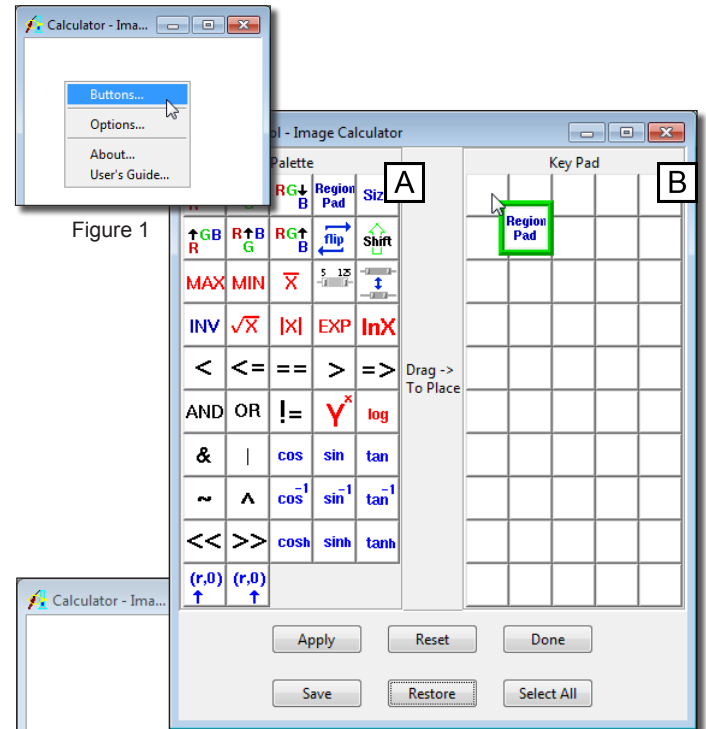 Calculator - Ima...
Buttons...
Options...
About...
User's Guide...
Figure 1
ol - Image Calculator
Palette
Key Pad
A
B
RG↓ B
Region Pad
Siz
Region Pad
↑GB R
R↑B G
RG↑ B
flip
Shift
MAX
MIN
X̅
5 125
INV
√X̅
|X|
EXP
lnX
<
<=
==
>
=>
Drag ->
To Place
AND
OR
!=
Yˣ
log
&
|
cos
sin
tan
~
^
cos⁻¹
sin⁻¹
tan⁻¹
<<
>>
cosh
sinh
tanh
(r,0) ↑
(r,0) ↑
Calculator - Ima...
Apply
Reset
Done
Save
Restore
Select All